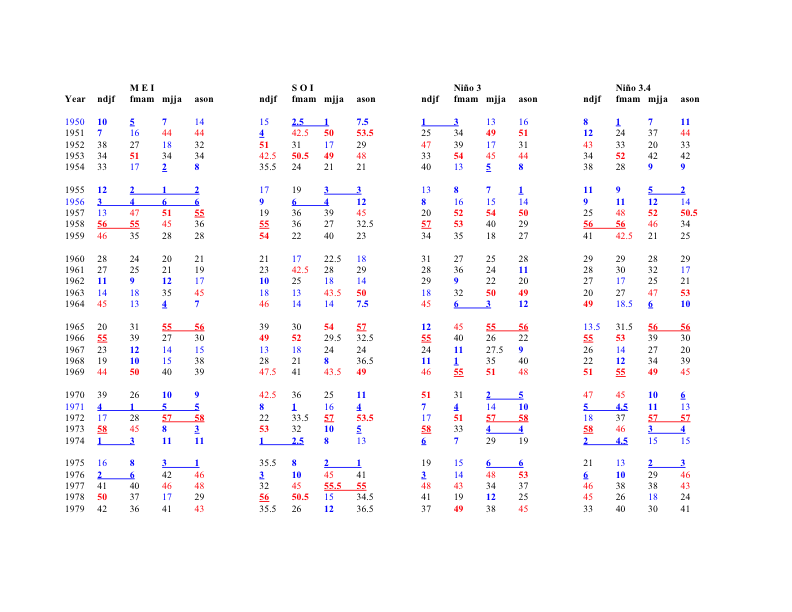 M E I S O I Niño 3 Niño 3.4
Year ndjf fmam mjja ason ndjf fmam mjja ason ndjf fmam mjja ason ndjf fmam mjja ason
1950 10 5 7 14 15 2.5 1 7.5 1 3 13 16 8 1 7 11
1951 7 16 44 44 4 42.5 50 53.5 25 34 49 51 12 24 37 44
1952 38 27 18 32 51 31 17 29 47 39 17 31 43 33 20 33
1953 34 51 34 34 42.5 50.5 49 48 33 54 45 44 34 52 42 42
1954 33 17 2 8 35.5 24 21 21 40 13 5 8 38 28 9 9
1955 12 2 1 2 17 19 3 3 13 8 7 1 11 9 5 2
1956 3 4 6 6 9 6 4 12 8 16 15 14 9 11 12 14
1957 13 47 51 55 19 36 39 45 20 52 54 50 25 48 52 50.5
1958 56 55 45 36 55 36 27 32.5 57 53 40 29 56 56 46 34
1959 46 35 28 28 54 22 40 23 34 35 18 27 41 42.5 21 25
1960 28 24 20 21 21 17 22.5 18 31 27 25 28 29 29 28 29
1961 27 25 21 19 23 42.5 28 29 28 36 24 11 28 30 32 17
1962 11 9 12 17 10 25 18 14 29 9 22 20 27 17 25 21
1963 14 18 35 45 18 13 43.5 50 18 32 50 49 20 27 47 53
1964 45 13 4 7 46 14 14 7.5 45 6 3 12 49 18.5 6 10
1965 20 31 55 56 39 30 54 57 12 45 55 56 13.5 31.5 56 56
1966 55 39 27 30 49 52 29.5 32.5 55 40 26 22 55 53 39 30
1967 23 12 14 15 13 18 24 24 24 11 27.5 9 26 14 27 20
1968 19 10 15 38 28 21 8 36.5 11 1 35 40 22 12 34 39
1969 44 50 40 39 47.5 41 43.5 49 46 55 51 48 51 55 49 45
1970 39 26 10 9 42.5 36 25 11 51 31 2 5 47 45 10 6
1971 4 1 5 5 8 1 16 4 7 4 14 10 5 4.5 11 13
1972 17 28 57 58 22 33.5 57 53.5 17 51 57 58 18 37 57 57
1973 58 45 8 3 53 32 10 5 58 33 4 4 58 46 3 4
1974 1 3 11 11 1 2.5 8 13 6 7 29 19 2 4.5 15 15
1975 16 8 3 1 35.5 8 2 1 19 15 6 6 21 13 2 3
1976 2 6 42 46 3 10 45 41 3 14 48 53 6 10 29 46
1977 41 40 46 48 32 45 55.5 55 48 43 34 37 46 38 38 43
1978 50 37 17 29 56 50.5 15 34.5 41 19 12 25 45 26 18 24
1979 42 36 41 43 35.5 26 12 36.5 37 49 38 45 33 40 30 41